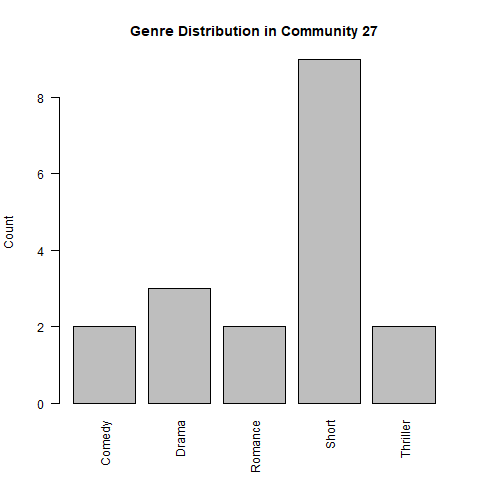 Genre Distribution in Community 27
Count
8
6
4
2
0
Comedy
Drama
Romance
Short
Thriller